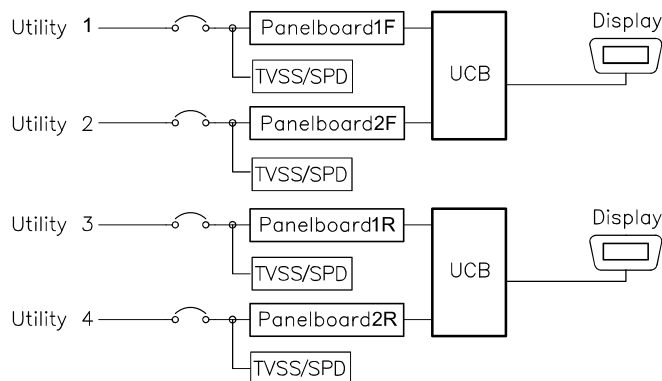 Utility 1
Panelboard1F
Display
TVSS/SPD
UCB
Utility 2
Panelboard2F
TVSS/SPD
Utility 3
Panelboard1R
Display
TVSS/SPD
UCB
Utility 4
Panelboard2R
TVSS/SPD